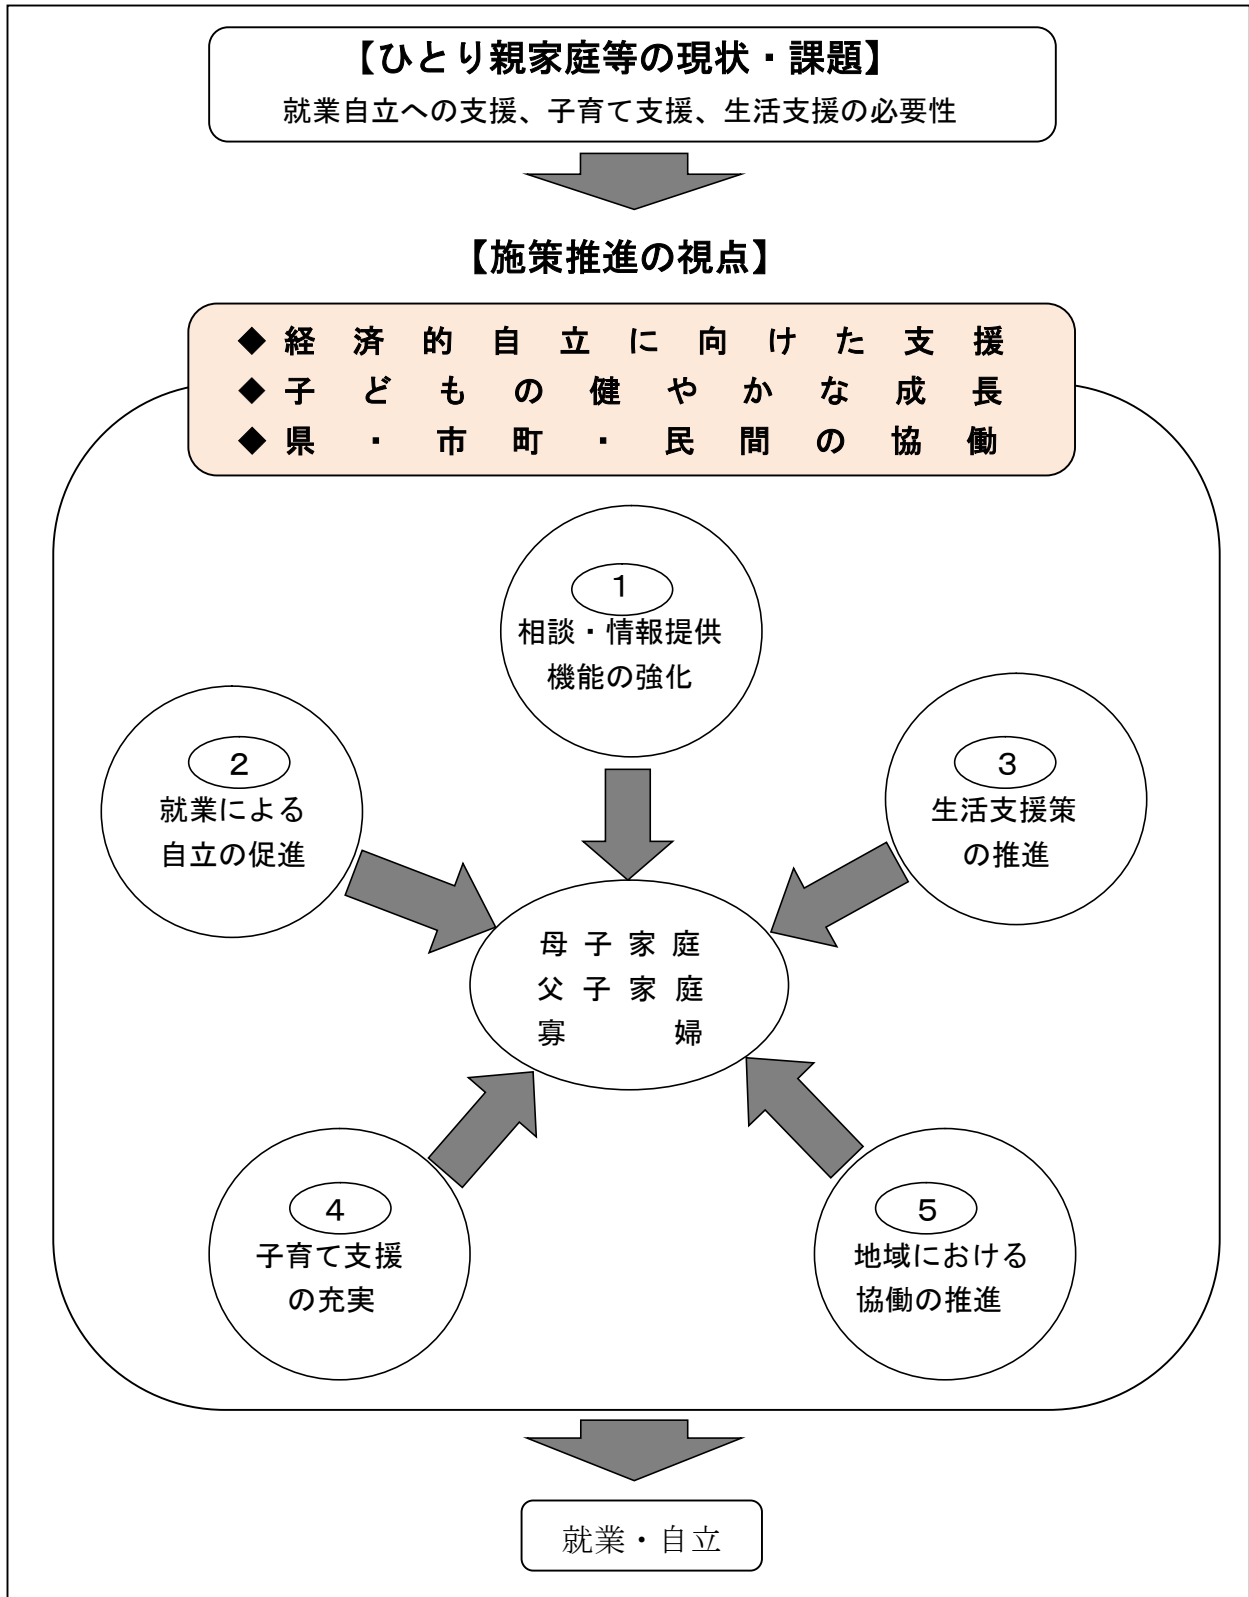 【ひとり親家庭等の現状・課題】
就業自立への支援、子育て支援、生活支援の必要性
【施策推進の視点】
◆経済的自立に向けた支援
◆子どもの健やかな成長
◆県・市町・民間の協働
1
相談・情報提供
機能の強化
2
就業による
自立の促進
3
生活支援策
の推進
母子家庭
父子家庭
寡婦
4
子育て支援
の充実
5
地域における
協働の推進
就業・自立